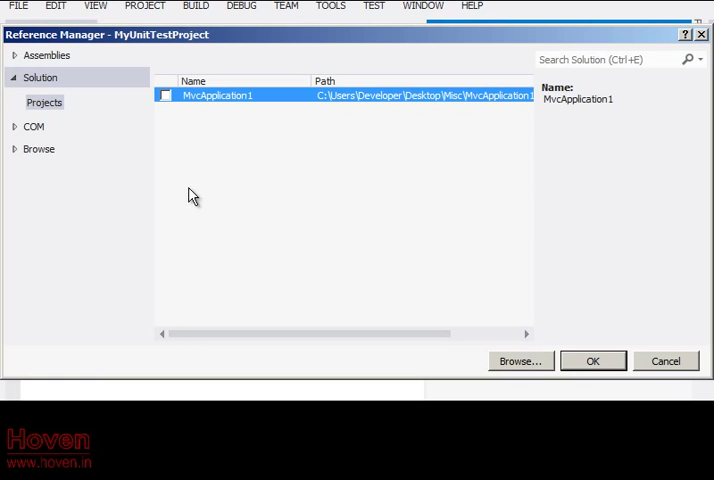 FILE EDIT VIEW PROJECT BUILD DEBUG TEAM TOOLS TEST WINDOW HELP
Reference Manager - MyUnitTestProject
Assemblies
Solution
Projects
COM
Browse
Name Path
MvcApplication1 C:\Users\Developer\Desktop\Misc\MvcApplication1
Search Solution (Ctrl+E)
Name:
MvcApplication1
Browse... OK Cancel
Hoven
www.hoven.in